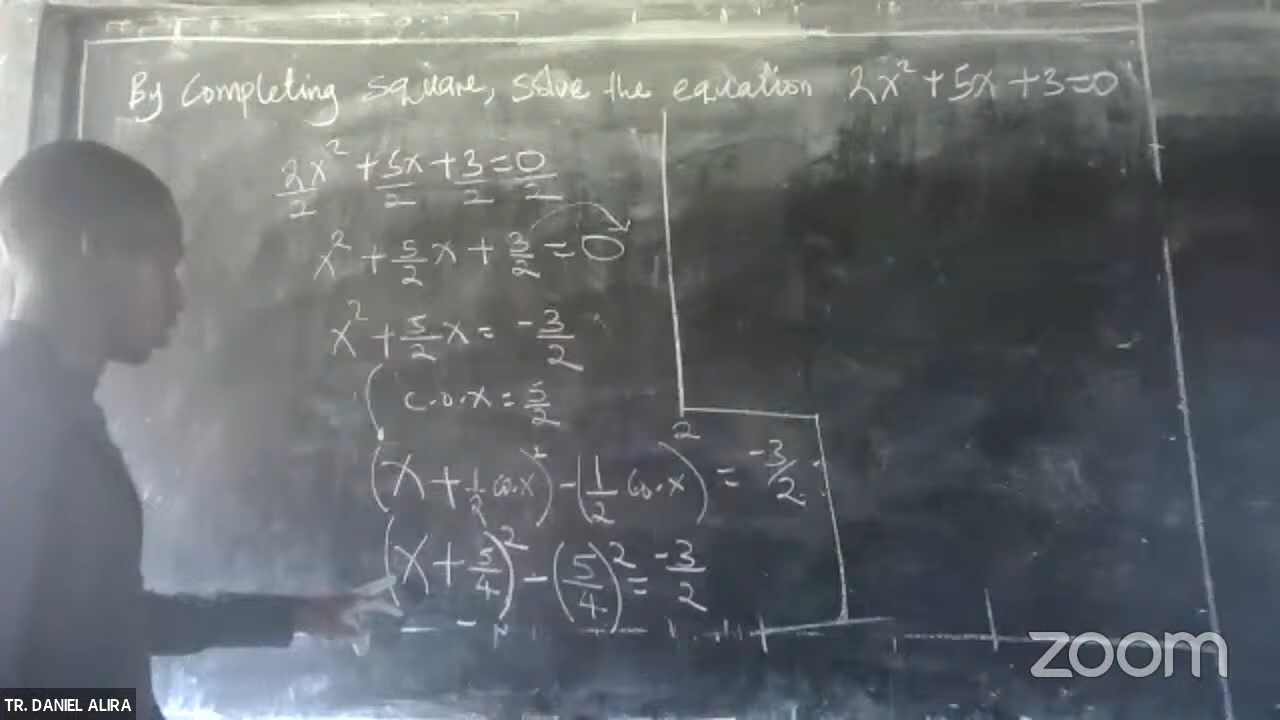 By Completing square, solve the equation 2x² + 5x + 3 = 0
2x²/2 + 5x/2 + 3/2 = 0/2
x² + 5/2 x + 3/2 = 0
x² + 5/2 x = -3/2
c.o.x = 5/2
(x + 1/2 co.x)² - (1/2 co.x)² = -3/2
(x + 5/4)² - (5/4)² = -3/2
zoom
TR. DANIEL ALIRA